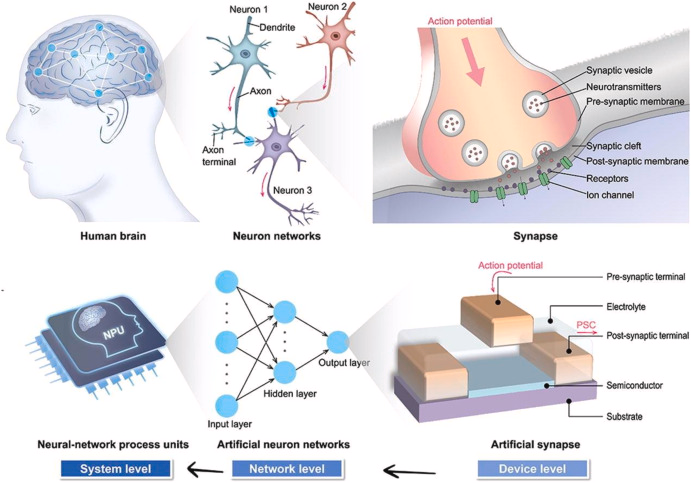 Neuron 1
Neuron 2
Dendrite
Axon
Axon
terminal
Neuron 3
Human brain
Neuron networks
Action potential
Synaptic vesicle
Neurotransmitters
Pre-synaptic membrane
Synaptic cleft
Post-synaptic membrane
Receptors
Ion channel
Synapse
NPU
Input layer
Hidden layer
Output layer
Action potential
Pre-synaptic terminal
Electrolyte
PSC
Post-synaptic terminal
Semiconductor
Substrate
Neural-network process units
Artificial neuron networks
Artificial synapse
System level
Network level
Device level